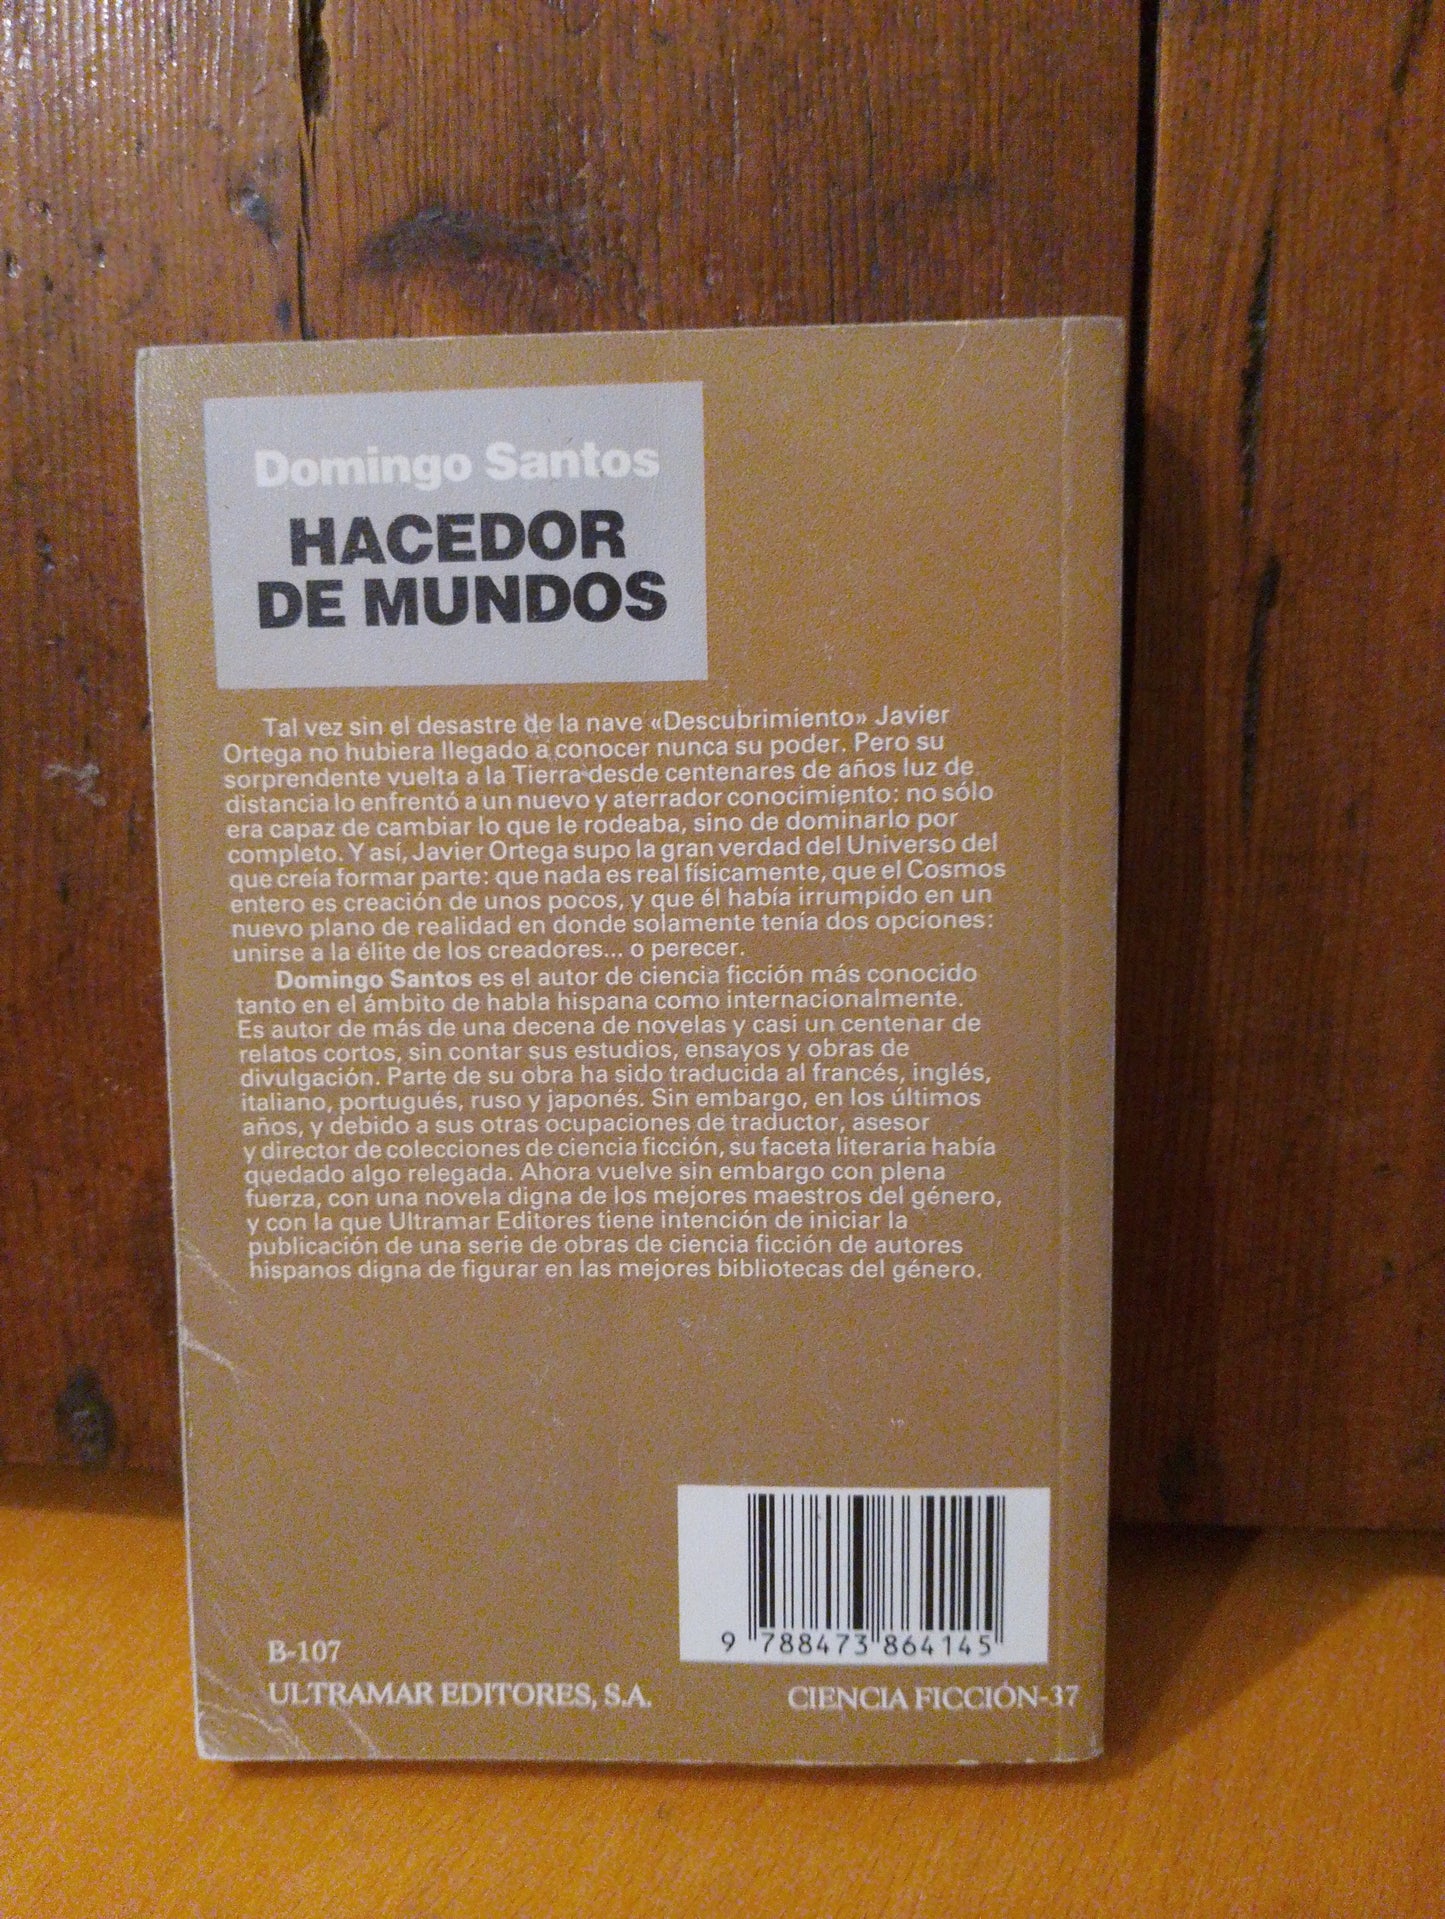 Domingo Santos
HACEDOR
DE MUNDOS
Tal vez sin el desastre de la nave «Descubrimiento» Javier
Ortega no hubiera llegado a conocer nunca su poder. Pero su
sorprendente vuelta a la Tierra desde centenares de años luz de
distancia lo enfrentó a un nuevo y aterrador conocimiento: no sólo
era capaz de cambiar lo que le rodeaba, sino de dominarlo por
completo. Y así, Javier Ortega supo la gran verdad del Universo del
que creía formar parte: que nada es real físicamente, que el Cosmos
entero es creación de unos pocos, y que él había irrumpido en un
nuevo plano de realidad en donde solamente tenía dos opciones:
unirse a la élite de los creadores... o perecer.
Domingo Santos es el autor de ciencia ficción más conocido
tanto en el ámbito de habla hispana como internacionalmente.
Es autor de más de una decena de novelas y casi un centenar de
relatos cortos, sin contar sus estudios, ensayos y obras de
divulgación. Parte de su obra ha sido traducida al francés, inglés,
italiano, portugués, ruso y japonés. Sin embargo, en los últimos
años, y debido a sus otras ocupaciones de traductor, asesor
y director de colecciones de ciencia ficción, su faceta literaria había
quedado algo relegada. Ahora vuelve sin embargo con plena
fuerza, con una novela digna de los mejores maestros del género,
y con la que Ultramar Editores tiene intención de iniciar la
publicación de una serie de obras de ciencia ficción de autores
hispanos digna de figurar en las mejores bibliotecas del género.
9 788473 864145
B-107
ULTRAMAR EDITORES, S.A.
CIENCIA FICCIÓN-37